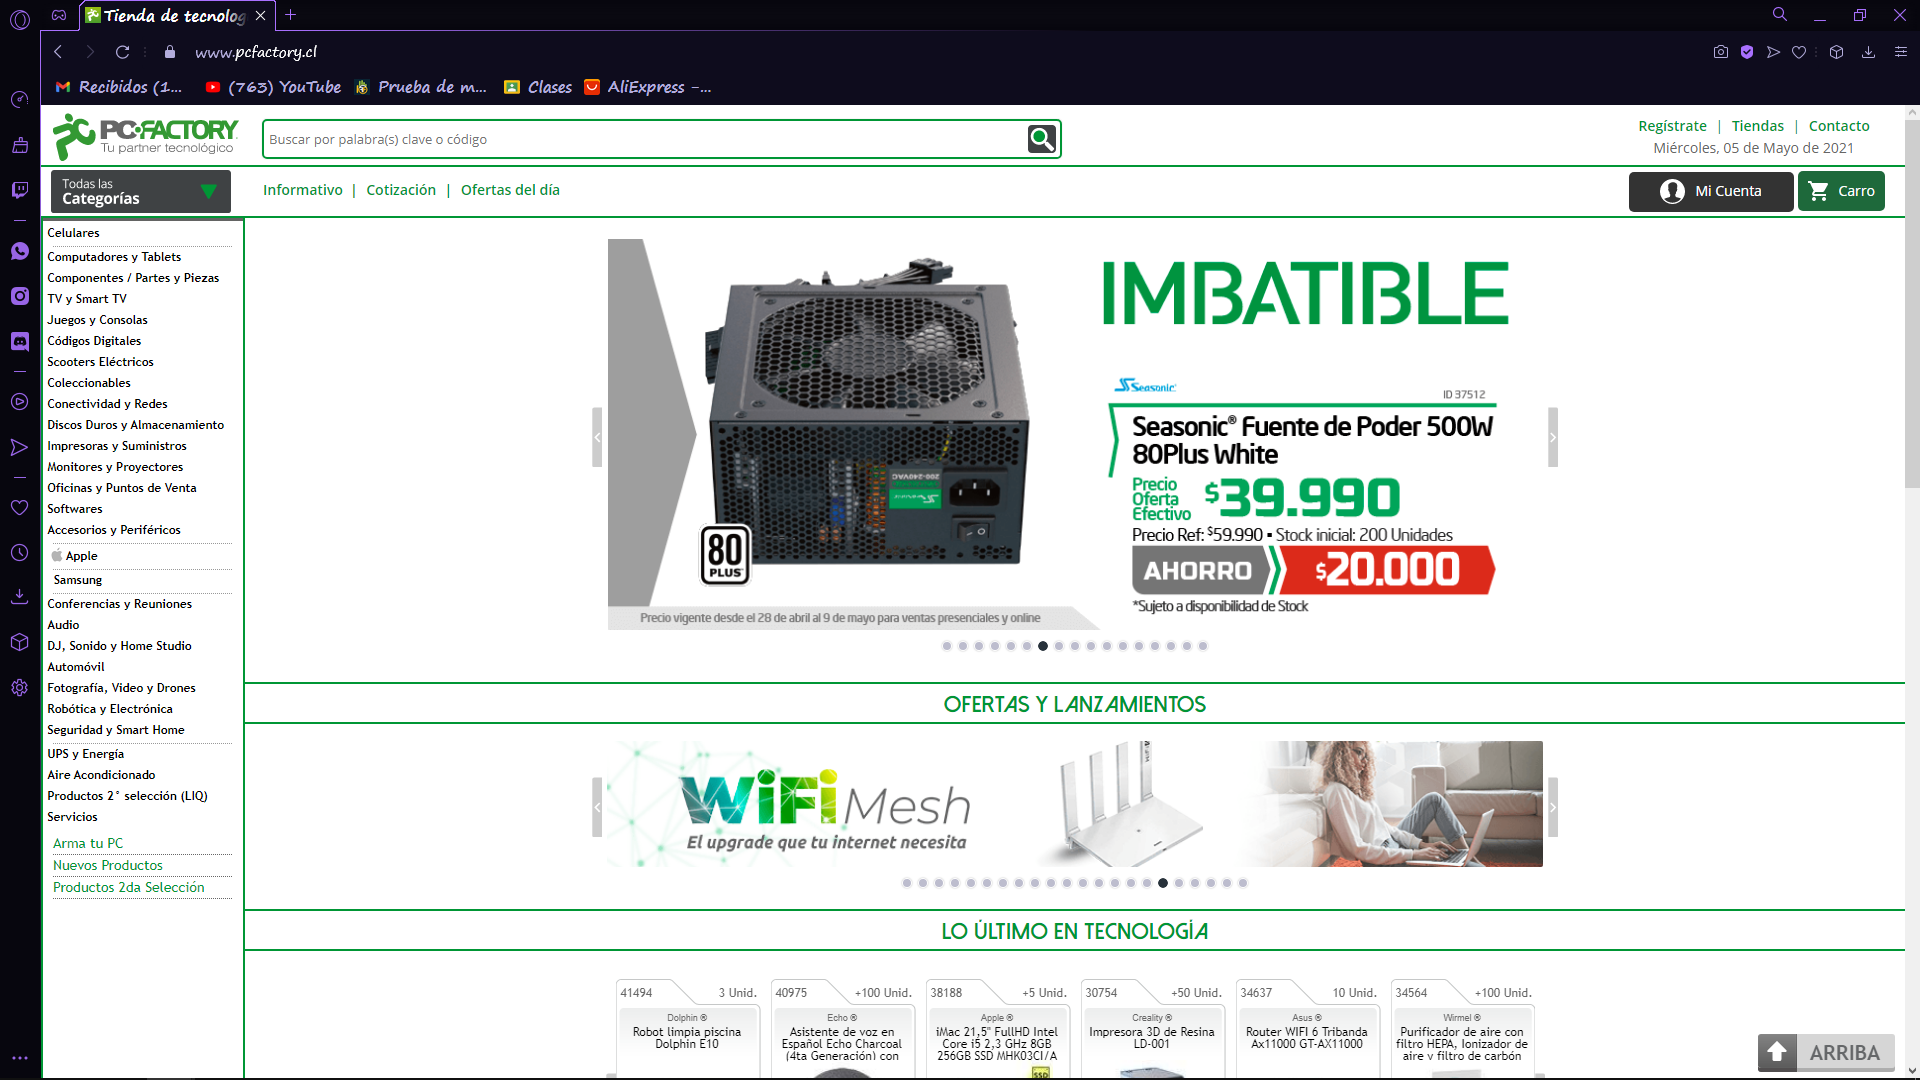 Tienda de tecnolog
www.pcfactory.cl
Recibidos (1...
(763) YouTube
Prueba de m...
Clases
AliExpress -...
PC FACTORY
Tu partner tecnológico
Buscar por palabra(s) clave o código
Regístrate | Tiendas | Contacto
Miércoles, 05 de Mayo de 2021
Todas las
Categorías
Informativo | Cotización | Ofertas del día
Mi Cuenta
Carro
Celulares
Computadores y Tablets
Componentes / Partes y Piezas
TV y Smart TV
Juegos y Consolas
Códigos Digitales
Scooters Eléctricos
Coleccionables
Conectividad y Redes
Discos Duros y Almacenamiento
Impresoras y Suministros
Monitores y Proyectores
Oficinas y Puntos de Venta
Softwares
Accesorios y Periféricos
Apple
Samsung
Conferencias y Reuniones
Audio
DJ, Sonido y Home Studio
Automóvil
Fotografía, Video y Drones
Robótica y Electrónica
Seguridad y Smart Home
UPS y Energía
Aire Acondicionado
Productos 2° selección (LIQ)
Servicios
Arma tu PC
Nuevos Productos
Productos 2da Selección
IMBATIBLE
Seasonic
ID 37512
Seasonic® Fuente de Poder 500W
80Plus White
Precio
Oferta
Efectivo
$39.990
Precio Ref: $59.990 • Stock inicial: 200 Unidades
AHORRO $20.000
*Sujeto a disponibilidad de Stock
200-240VAC
80
PLUS
Precio vigente desde el 28 de abril al 9 de mayo para ventas presenciales y online
OFERTAS Y LANZAMIENTOS
WiFi Mesh
El upgrade que tu internet necesita
LO ÚLTIMO EN TECNOLOGÍA
41494 3 Unid.
Dolphin ®
Robot limpia piscina
Dolphin E10
40975 +100 Unid.
Echo ®
Asistente de voz en
Español Echo Charcoal
(4ta Generación) con
38188 +5 Unid.
Apple ®
iMac 21,5" FullHD Intel
Core i5 2,3 GHz 8GB
256GB SSD MHK03CI/A
SSD
30754 +50 Unid.
Creality ®
Impresora 3D de Resina
LD-001
34637 10 Unid.
Asus ®
Router WIFI 6 Tribanda
Ax11000 GT-AX11000
34564 +100 Unid.
Wirmel ®
Purificador de aire con
filtro HEPA, Ionizador de
aire y filtro de carbón
ARRIBA